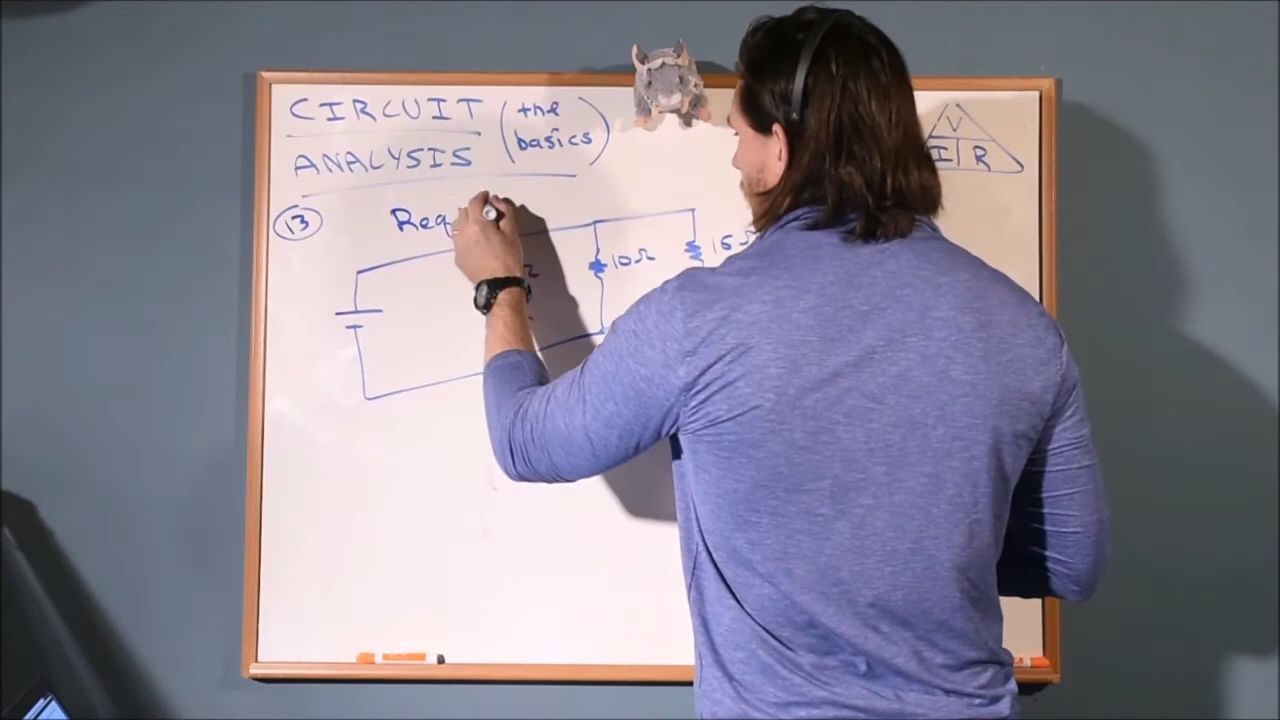 CIRCUIT (the
ANALYSIS basics)
V
I R
13
Req
10Ω
15Ω
Ω